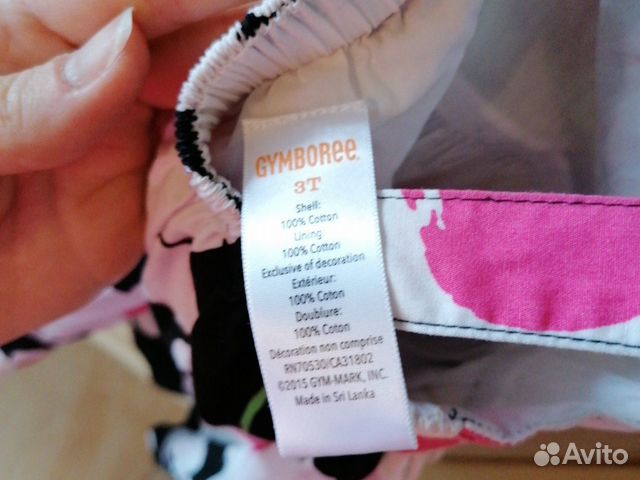 GYMBOREE
3T
Shell:
100% Cotton
Lining:
100% Cotton
Exclusive of decoration
Extérieur:
100% Coton
Doublure:
100% Coton
Décoration non comprise
RN70530/CA31802
©2015 GYM-MARK, INC.
Made in Sri Lanka
Avito